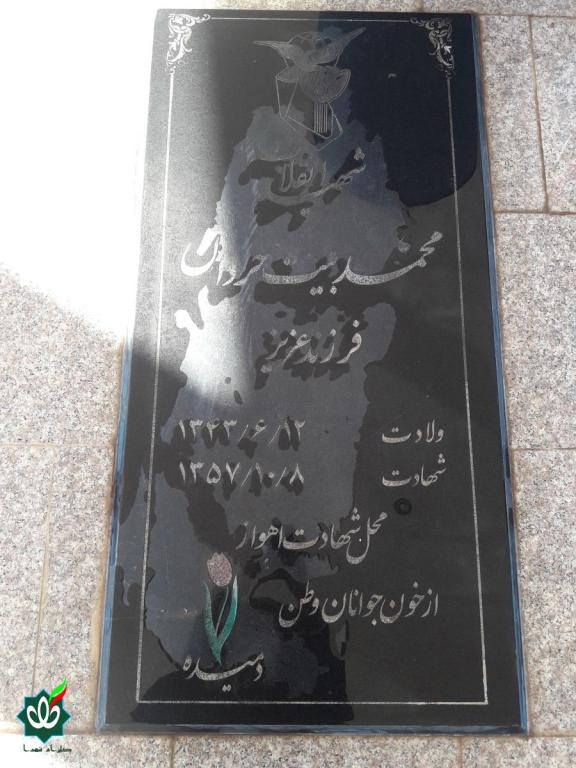 شهید انقلاب
محمد بیت حردانی
فرزند عزیز
ولادت ۱۳۴۳/۶/۱۲
شهادت ۱۳۵۷/۱۰/۸
محل شهادت اهواز
از خون جوانان وطن
دمیده